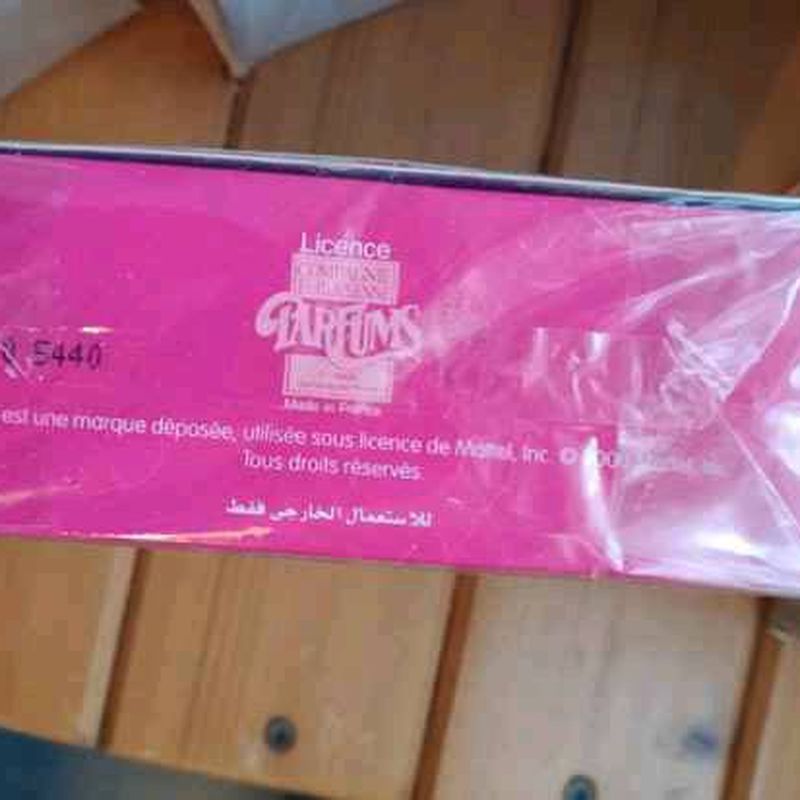 Licence
PARFUMS
5440
Made in France
est une marque déposée, utilisée sous licence de Mattel, Inc. ©
Tous droits réservés.
للاستعمال الخارجي فقط